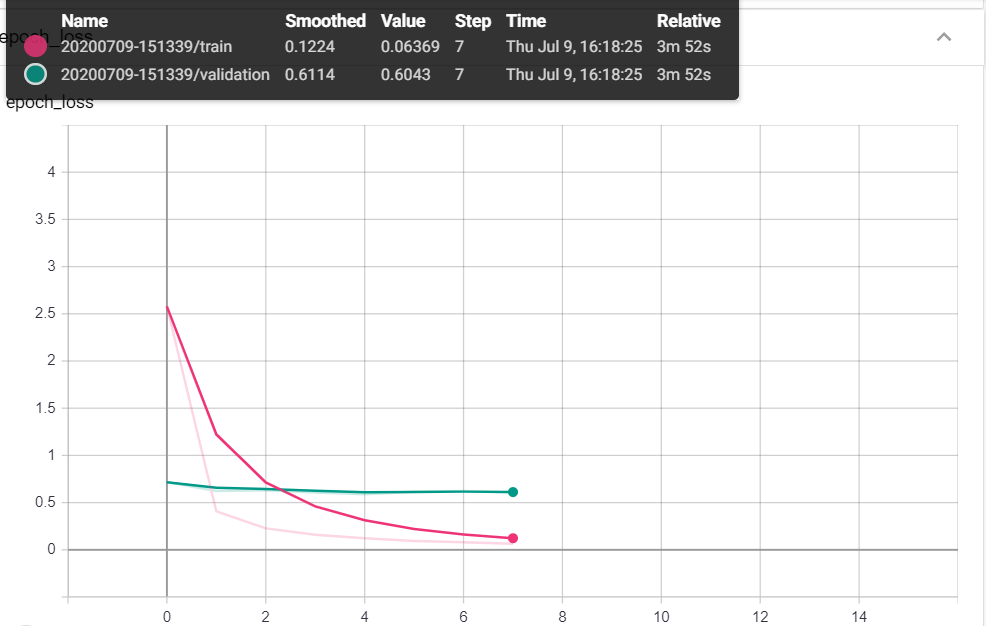 Name Smoothed Value Step Time Relative
epoch_loss
20200709-151339/train 0.1224 0.06369 7 Thu Jul 9, 16:18:25 3m 52s
20200709-151339/validation 0.6114 0.6043 7 Thu Jul 9, 16:18:25 3m 52s
epoch_loss
4
3.5
3
2.5
2
1.5
1
0.5
0
0 2 4 6 8 10 12 14